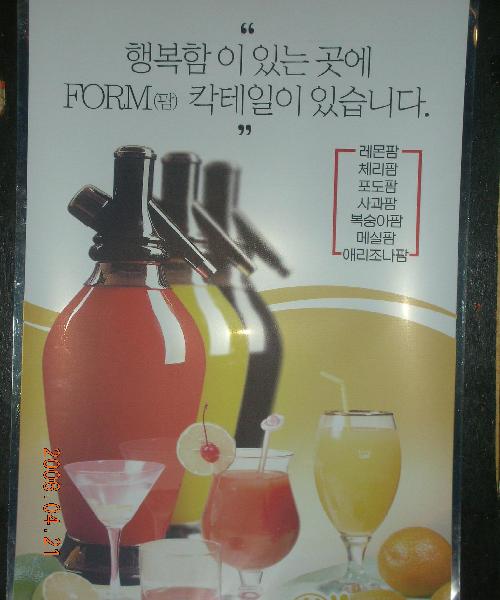 “
행복함 이 있는 곳에
FORM(팜) 칵테일이 있습니다.
”
레몬팜
체리팜
포도팜
사과팜
복숭아팜
매실팜
애리조나팜
2008.04.21